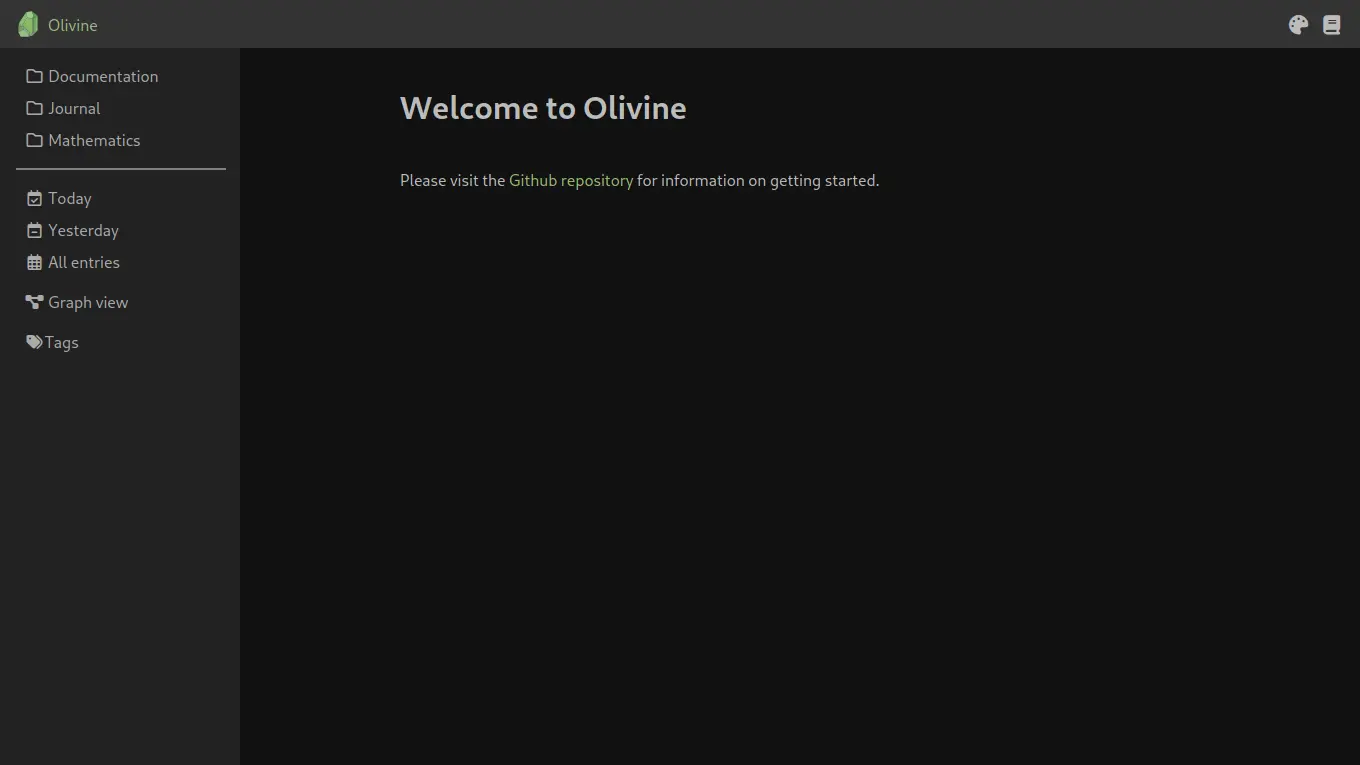 Olivine
Documentation
Journal
Mathematics
Today
Yesterday
All entries
Graph view
Tags
Welcome to Olivine
Please visit the Github repository for information on getting started.